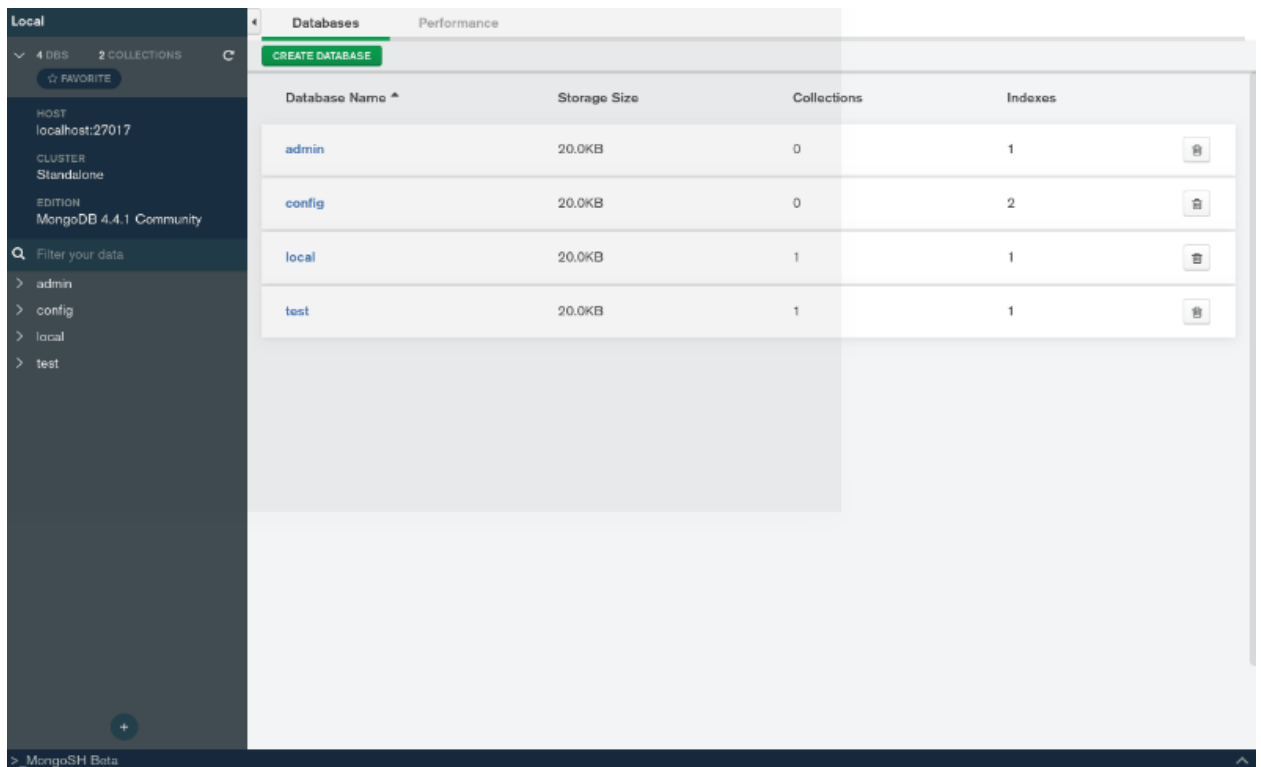 Local
Databases Performance
4 DBS 2 COLLECTIONS
CREATE DATABASE
☆ FAVORITE
Database Name Storage Size Collections Indexes
HOST
localhost:27017
admin 20.0KB 0 1
CLUSTER
Standalone
EDITION
MongoDB 4.4.1 Community
config 20.0KB 0 2
Filter your data
local 20.0KB 1 1
admin
config
test 20.0KB 1 1
local
test
+
>_MongoSH Beta